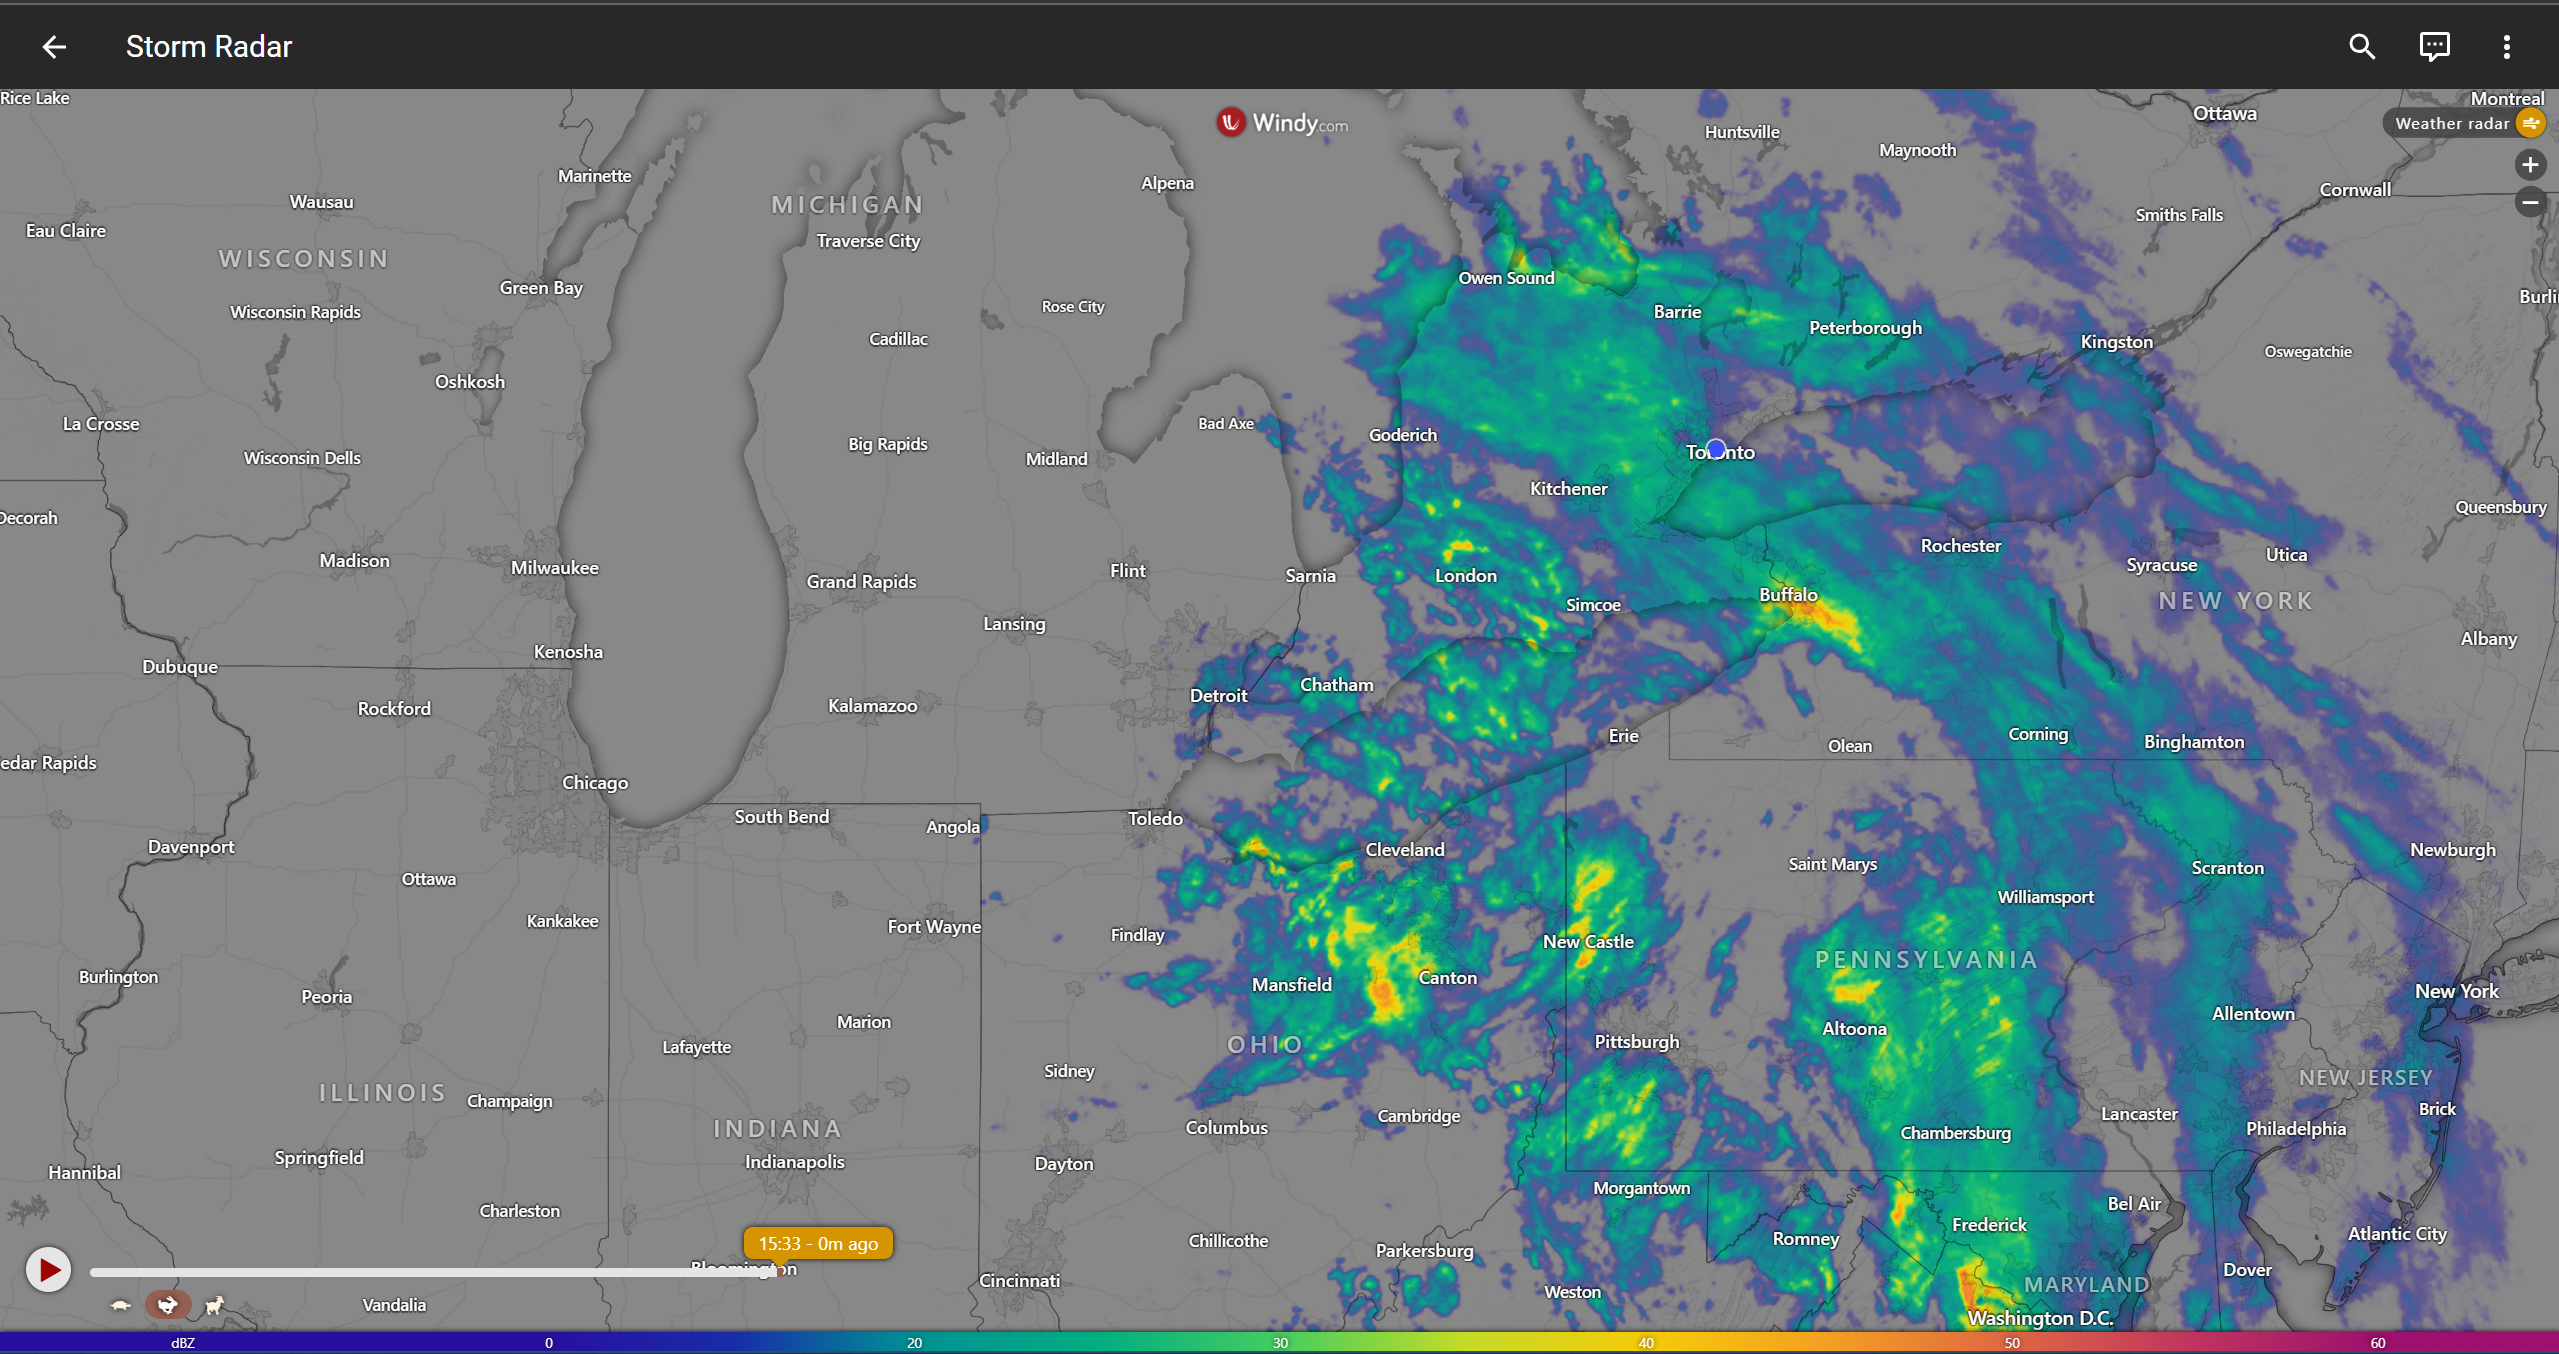 Storm Radar
Rice Lake
Windy.com
Montreal
Ottawa
Weather radar
Huntsville
Maynooth
Marinette
Alpena
Cornwall
Wausau
MICHIGAN
Smiths Falls
Eau Claire
Traverse City
WISCONSIN
Owen Sound
Green Bay
Burli
Rose City
Wisconsin Rapids
Barrie
Peterborough
Cadillac
Kingston
Oswegatchie
Oshkosh
La Crosse
Bad Axe
Goderich
Big Rapids
Toronto
Wisconsin Dells
Midland
Kitchener
Queensbury
Decorah
Rochester
Utica
Madison
Milwaukee
Syracuse
Flint
Sarnia
London
Grand Rapids
Buffalo
NEW YORK
Simcoe
Lansing
Albany
Kenosha
Dubuque
Chatham
Detroit
Rockford
Kalamazoo
Corning
Erie
Binghamton
Olean
edar Rapids
Chicago
South Bend
Toledo
Angola
Davenport
Cleveland
Newburgh
Saint Marys
Scranton
Ottawa
Williamsport
Kankakee
Fort Wayne
Findlay
New Castle
PENNSYLVANIA
Burlington
Canton
Mansfield
New York
Peoria
Allentown
Marion
Altoona
Pittsburgh
OHIO
Lafayette
Sidney
NEW JERSEY
ILLINOIS
Champaign
Brick
Cambridge
Lancaster
INDIANA
Columbus
Philadelphia
Chambersburg
Springfield
Indianapolis
Dayton
Hannibal
Morgantown
Bel Air
Charleston
Frederick
Atlantic City
Romney
Chillicothe
15:33 - 0m ago
Parkersburg
Bloomington
Dover
Cincinnati
MARYLAND
Weston
Vandalia
Washington D.C.
dBZ 0 20 30 40 50 60